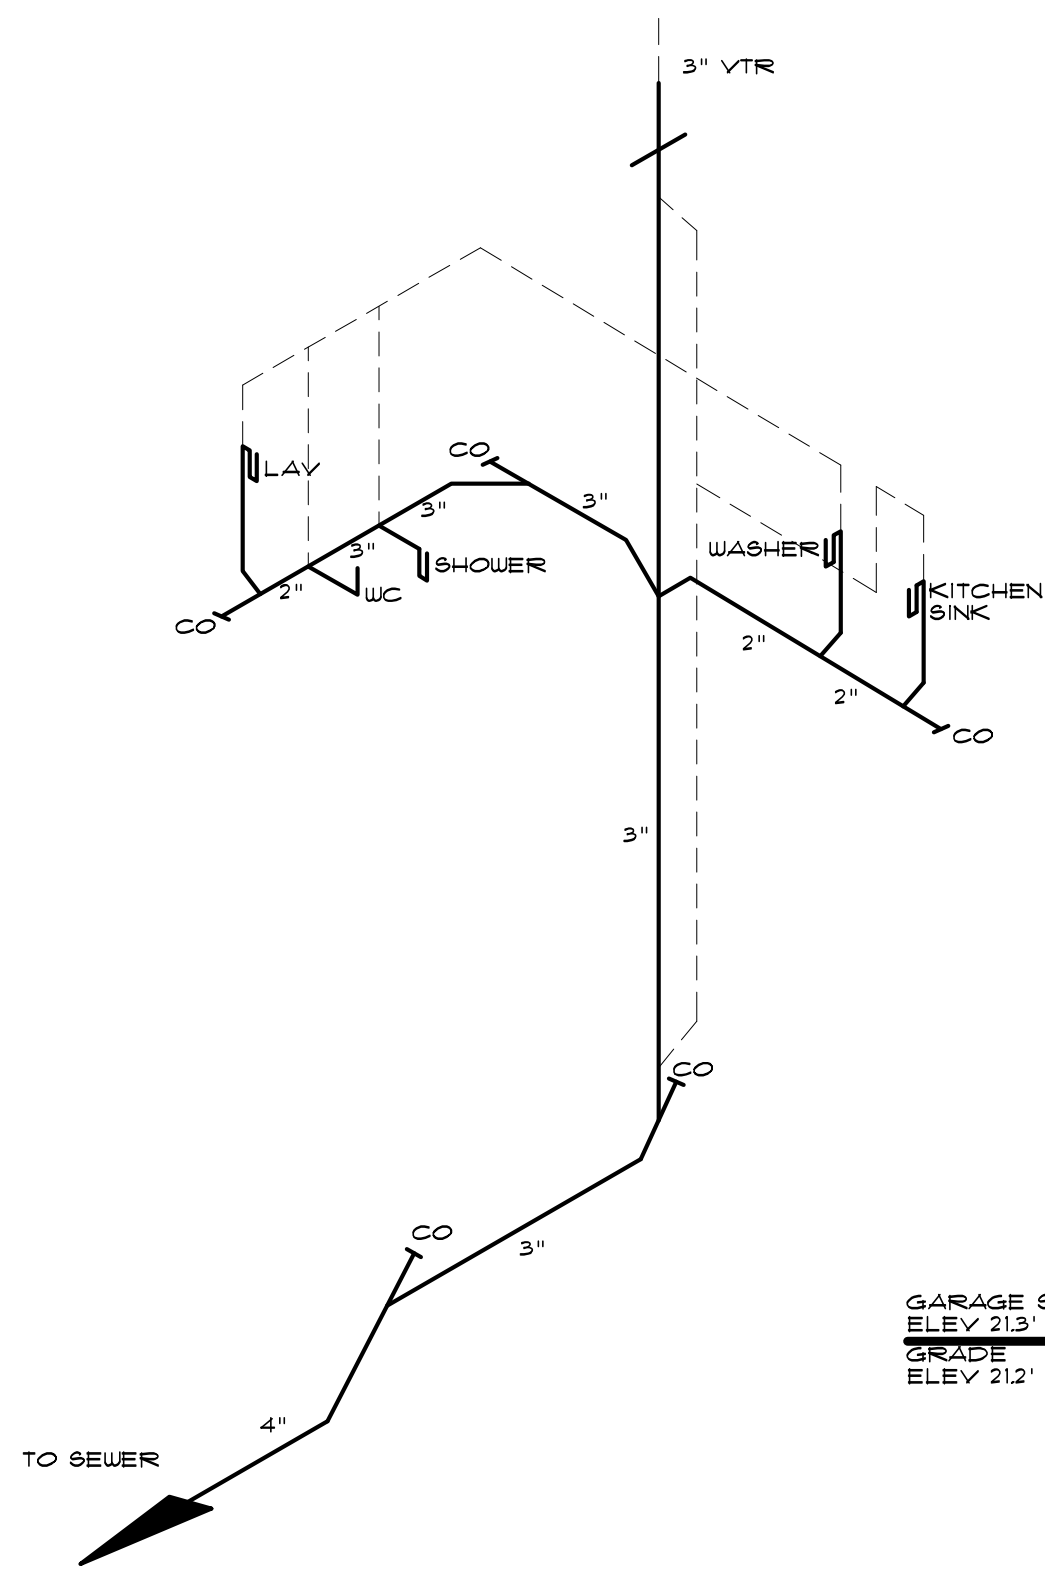 3" VTR
CO
LAV
3"
3"
WASHER
3"
SHOWER
2"
WC
KITCHEN
SINK
CO
2"
2"
CO
3"
CO
CO
3"
GARAGE
ELEV 21.3'
GRADE
ELEV 21.2'
4"
TO SEWER